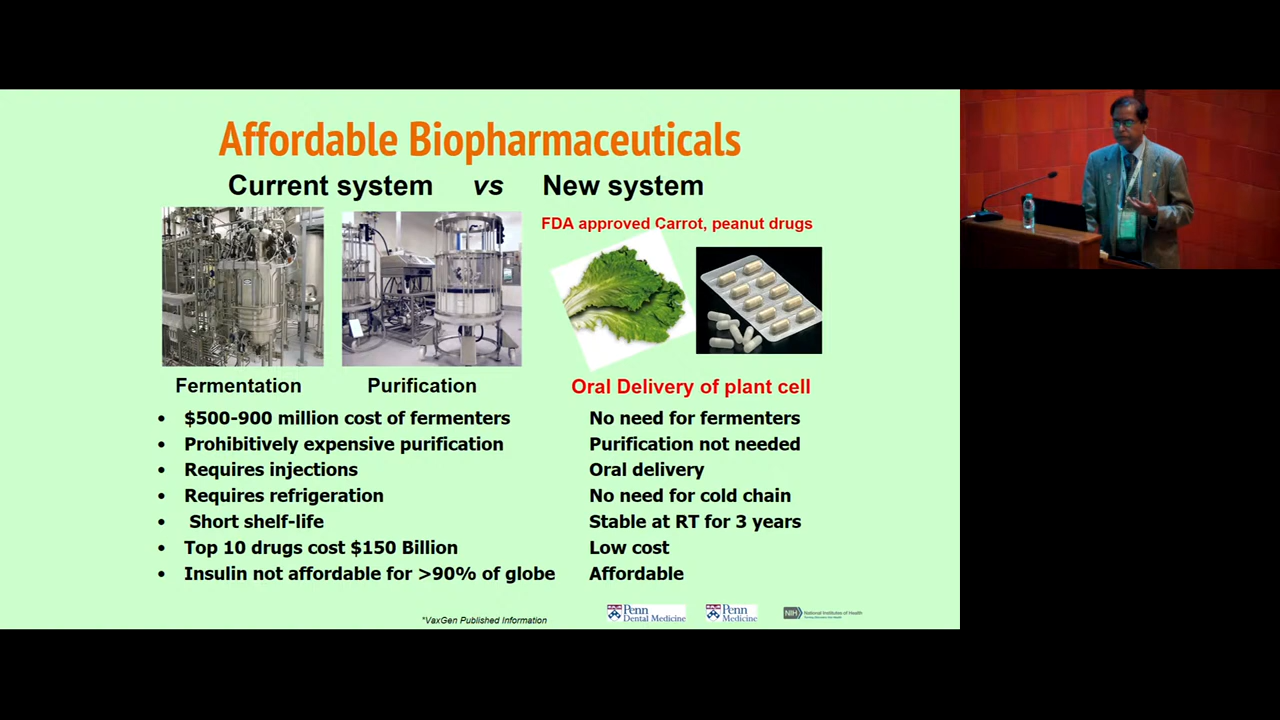 Affordable Biopharmaceuticals
Current system vs New system
FDA approved Carrot, peanut drugs
Fermentation
Purification
Oral Delivery of plant cell
• $500-900 million cost of fermenters
No need for fermenters
• Prohibitively expensive purification
Purification not needed
• Requires injections
Oral delivery
• Requires refrigeration
No need for cold chain
• Short shelf-life
Stable at RT for 3 years
• Top 10 drugs cost $150 Billion
Low cost
• Insulin not affordable for >90% of globe
Affordable
*VaxGen Published Information
Penn
Dental Medicine
Penn
Medicine
NIH
National Institutes of Health